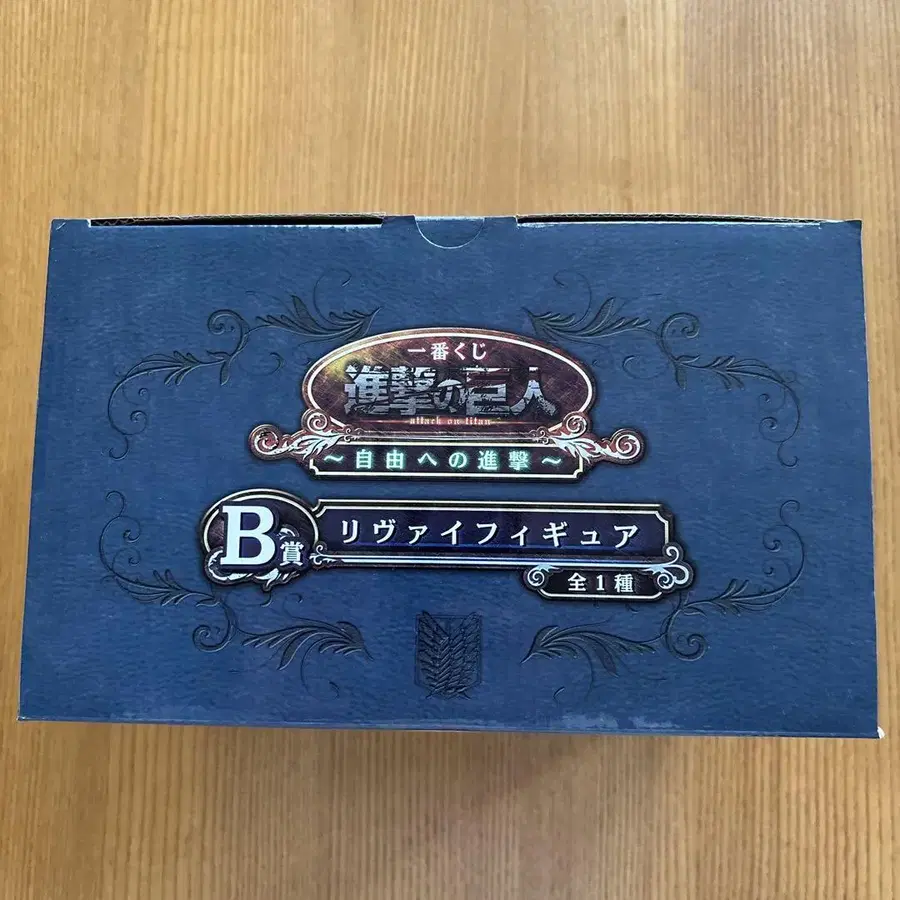 一番くじ
進撃の巨人
attack on titan
～自由への進撃～
B賞
リヴァイフィギュア
全1種